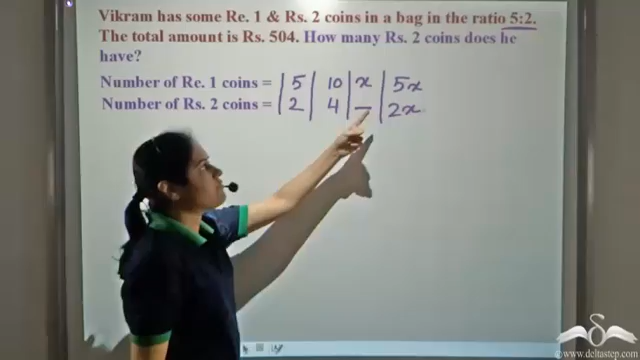 Vikram has some Re. 1 & Rs. 2 coins in a bag in the ratio 5:2.
The total amount is Rs. 504. How many Rs. 2 coins does he
have?
Number of Re. 1 coins = | 5 | 10 | x | 5x
Number of Rs. 2 coins = | 2 | 4 | – | 2x
© www.deltastep.com